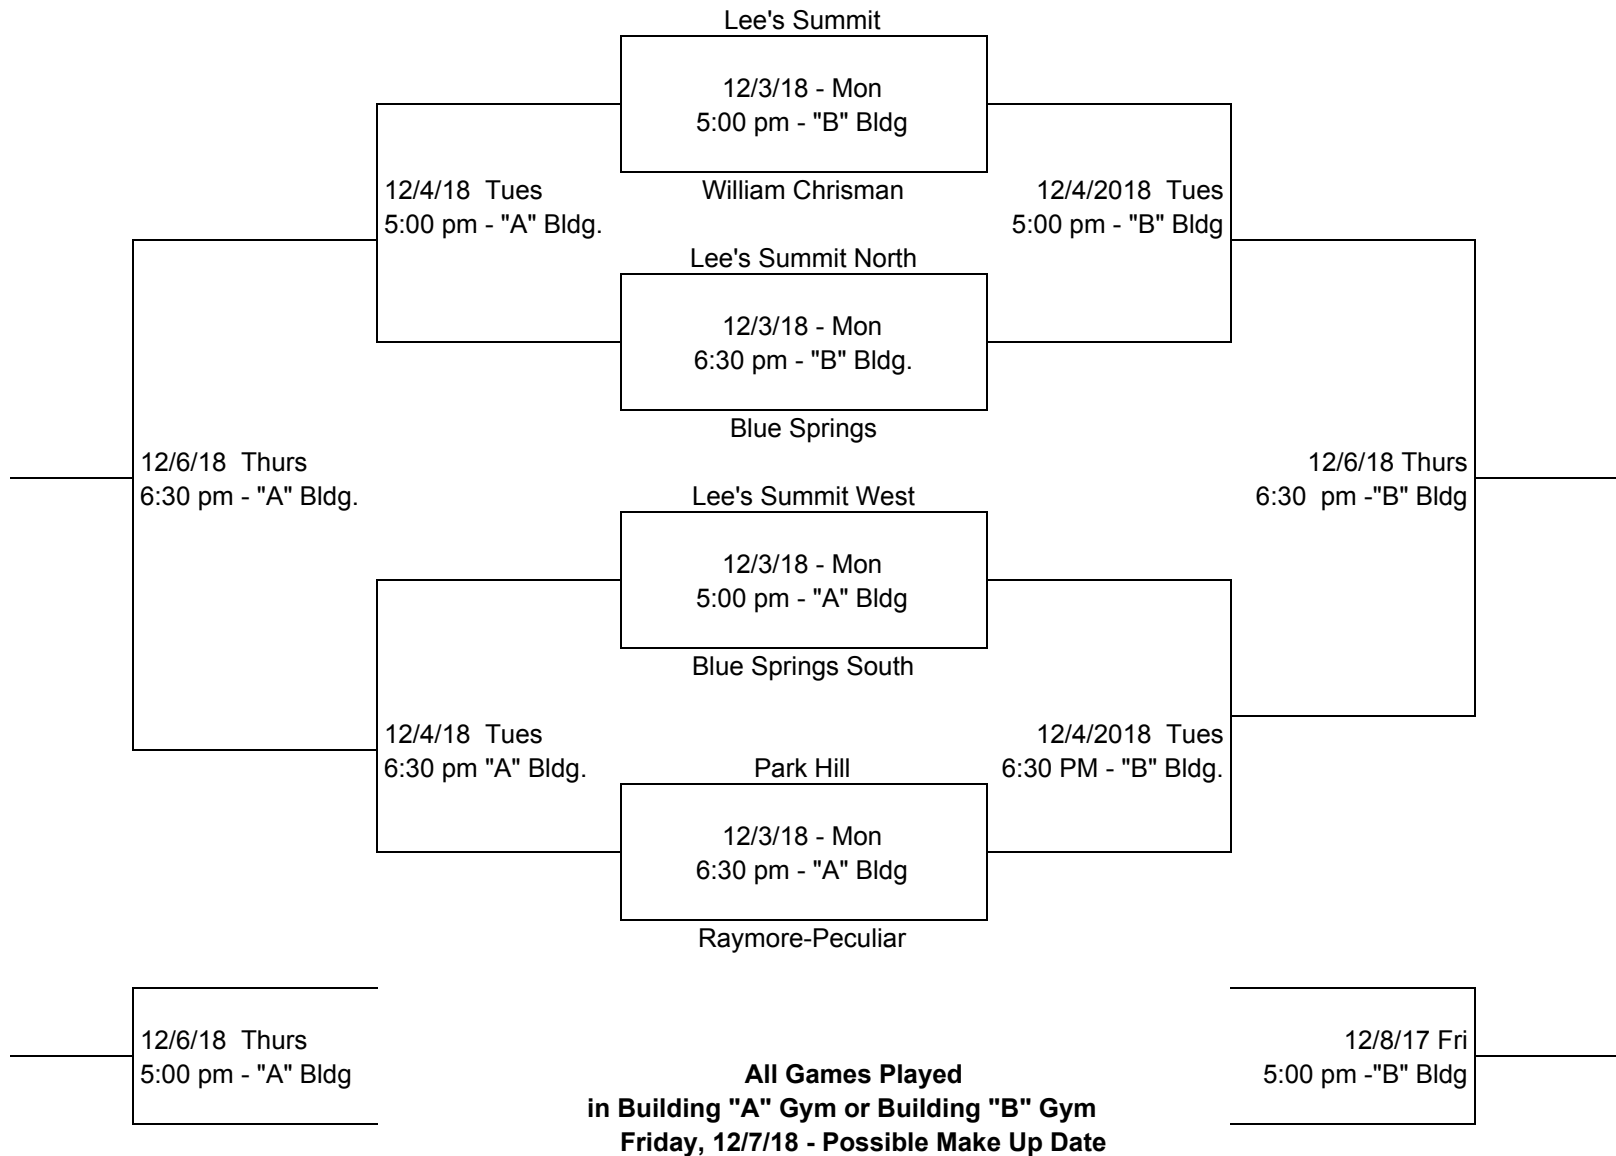 Lee's Summit
12/3/18 - Mon
5:00 pm - "B" Bldg
William Chrisman
12/4/18  Tues
5:00 pm - "A" Bldg.
12/4/2018  Tues
5:00 pm - "B" Bldg
Lee's Summit North
12/3/18 - Mon
6:30 pm - "B" Bldg.
Blue Springs
12/6/18  Thurs
6:30 pm - "A" Bldg.
12/6/18 Thurs
6:30  pm -"B" Bldg
Lee's Summit West
12/3/18 - Mon
5:00 pm - "A" Bldg
Blue Springs South
12/4/18  Tues
6:30 pm "A" Bldg.
12/4/2018  Tues
6:30 PM - "B" Bldg.
Park Hill
12/3/18 - Mon
6:30 pm - "A" Bldg
Raymore-Peculiar
12/6/18  Thurs
5:00 pm - "A" Bldg
12/8/17 Fri
5:00 pm -"B" Bldg
All Games Played
in Building "A" Gym or Building "B" Gym
Friday, 12/7/18 - Possible Make Up Date